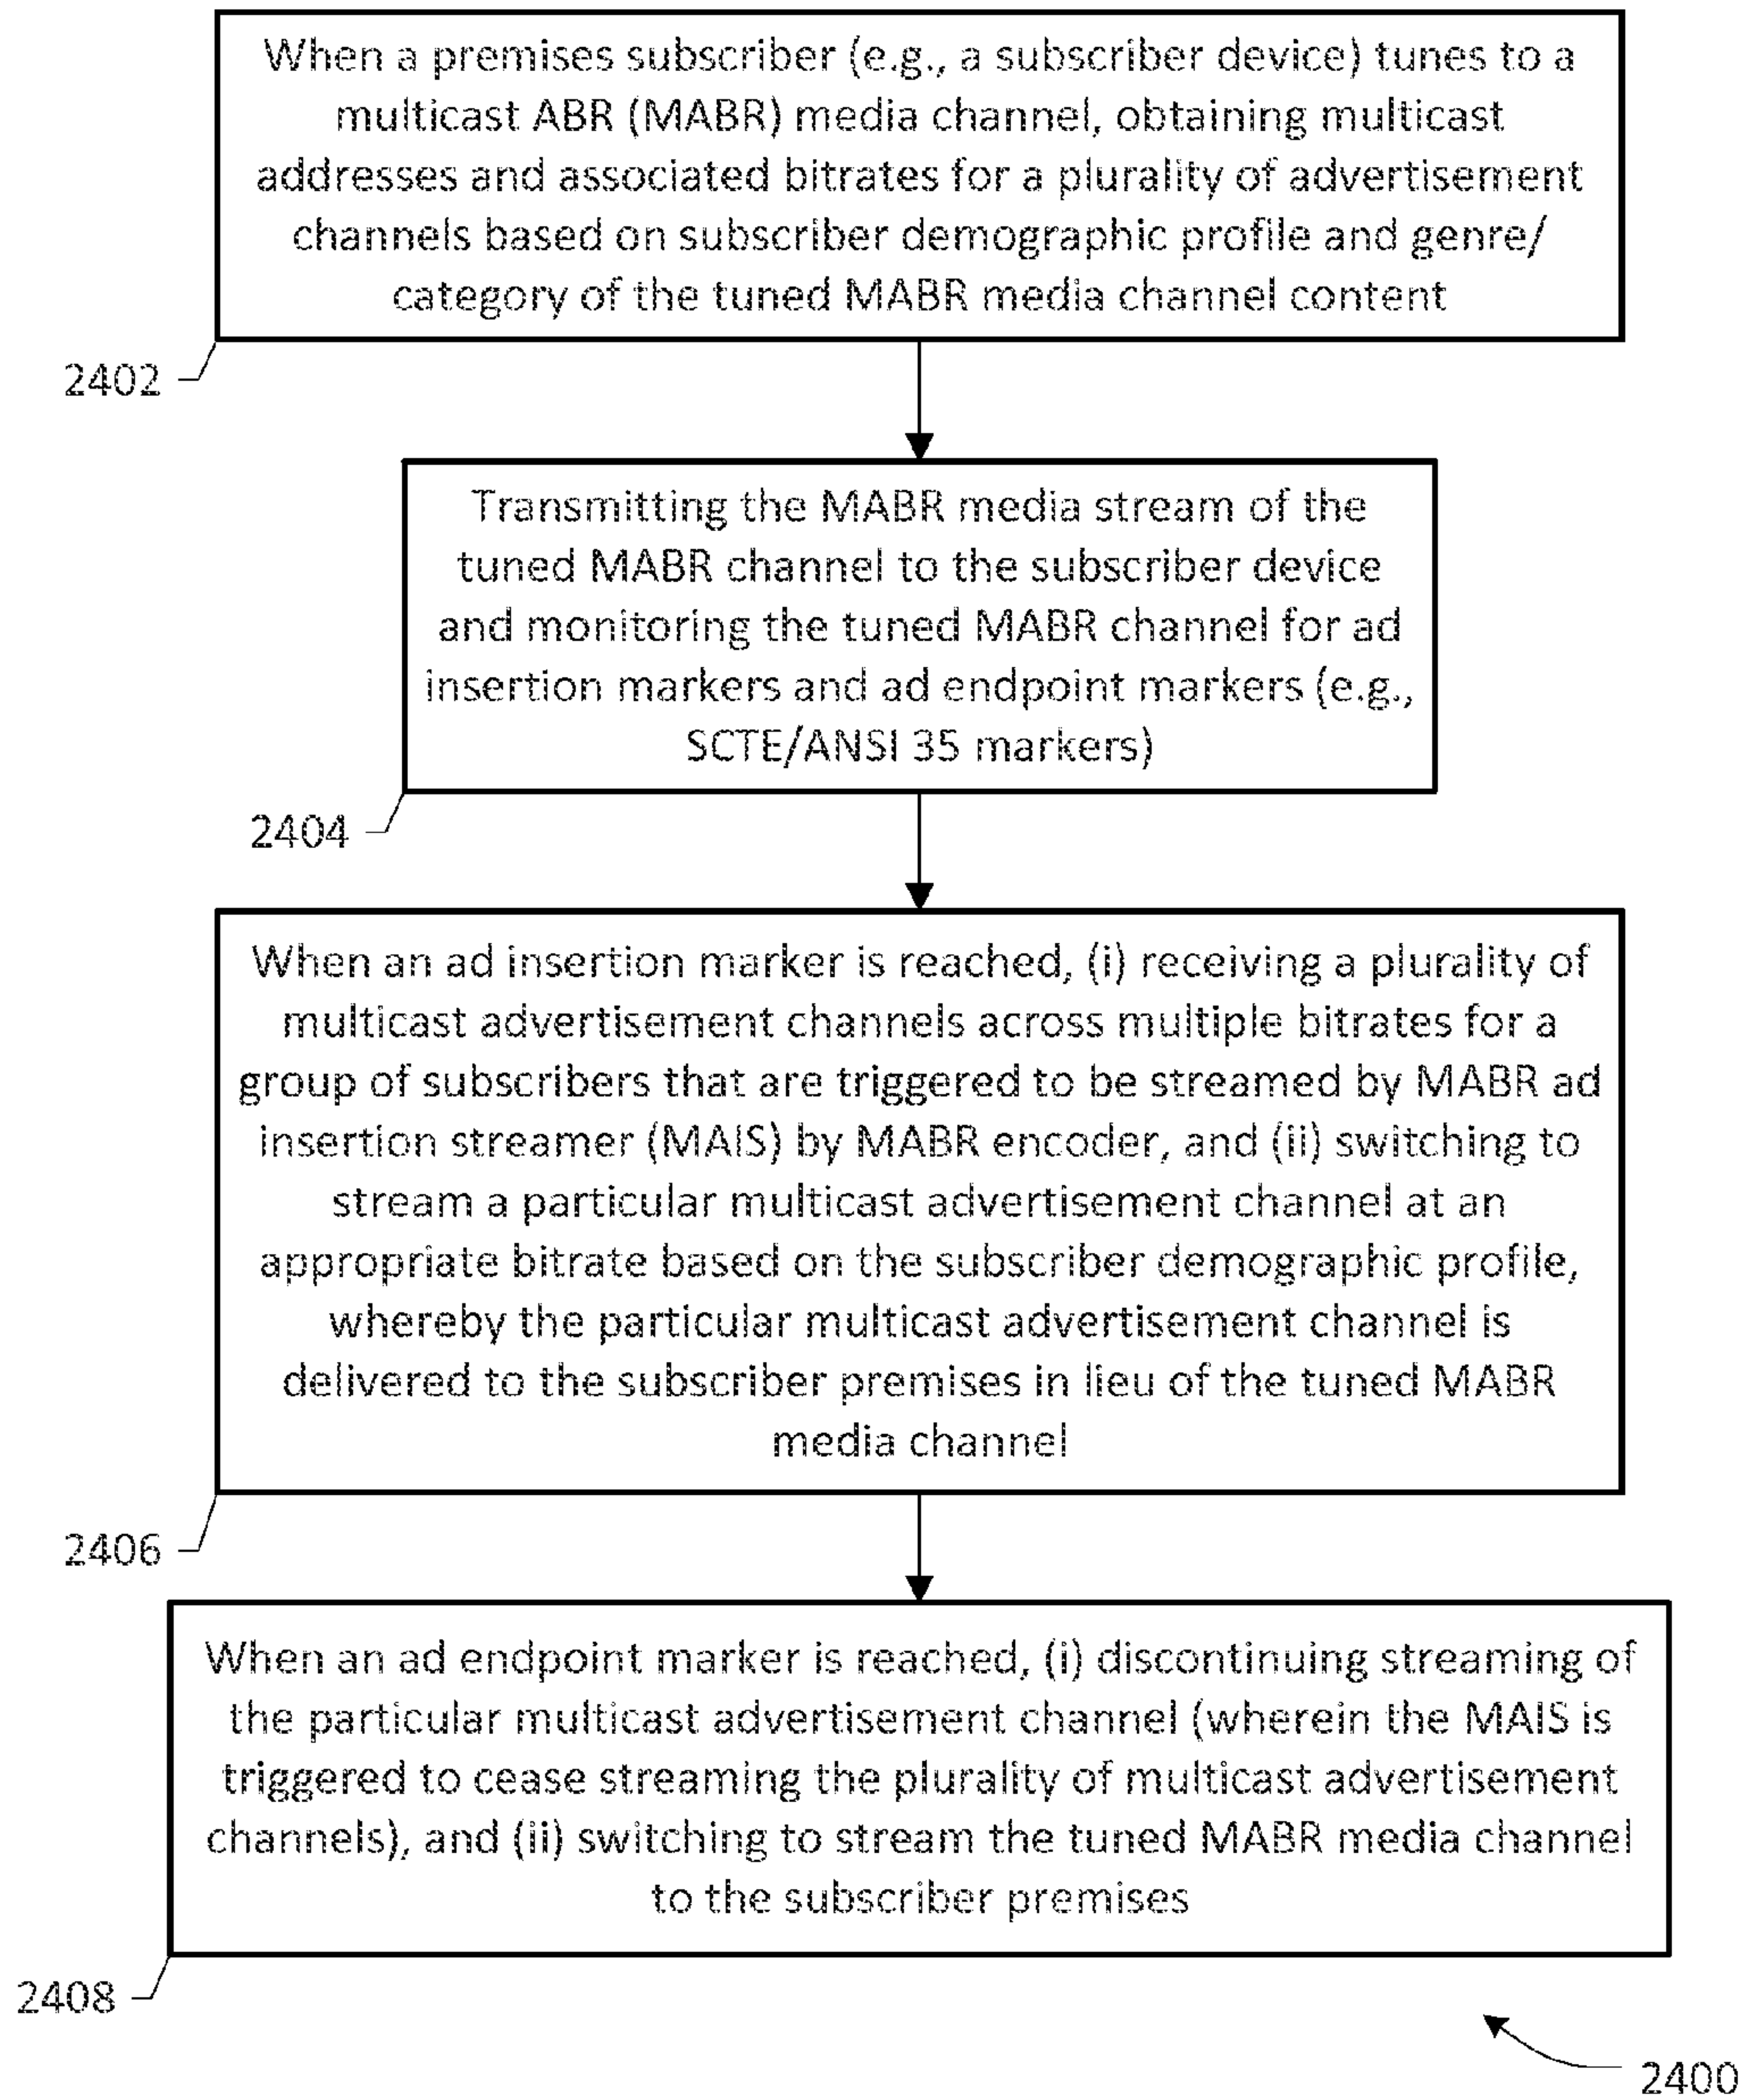 When a premises subscriber (e.g., a subscriber device) tunes to a
multicast ABR (MABR) media channel, obtaining multicast
addresses and associated bitrates for a plurality of advertisement
channels based on subscriber demographic profile and genre/
category of the tuned MABR media channel content
2402
Transmitting the MABR media stream of the
tuned MABR channel to the subscriber device
and monitoring the tuned MABR channel for ad
insertion markers and ad endpoint markers (e.g.,
SCTE/ANSI 35 markers)
2404
When an ad insertion marker is reached, (i) receiving a plurality of
multicast advertisement channels across multiple bitrates for a
group of subscribers that are triggered to be streamed by MABR ad
insertion streamer (MAIS) by MABR encoder, and (ii) switching to
stream a particular multicast advertisement channel at an
appropriate bitrate based on the subscriber demographic profile,
whereby the particular multicast advertisement channel is
delivered to the subscriber premises in lieu of the tuned MABR
media channel
2406
When an ad endpoint marker is reached, (i) discontinuing streaming of
the particular multicast advertisement channel (wherein the MAIS is
triggered to cease streaming the plurality of multicast advertisement
channels), and (ii) switching to stream the tuned MABR media channel
to the subscriber premises
2408
2400